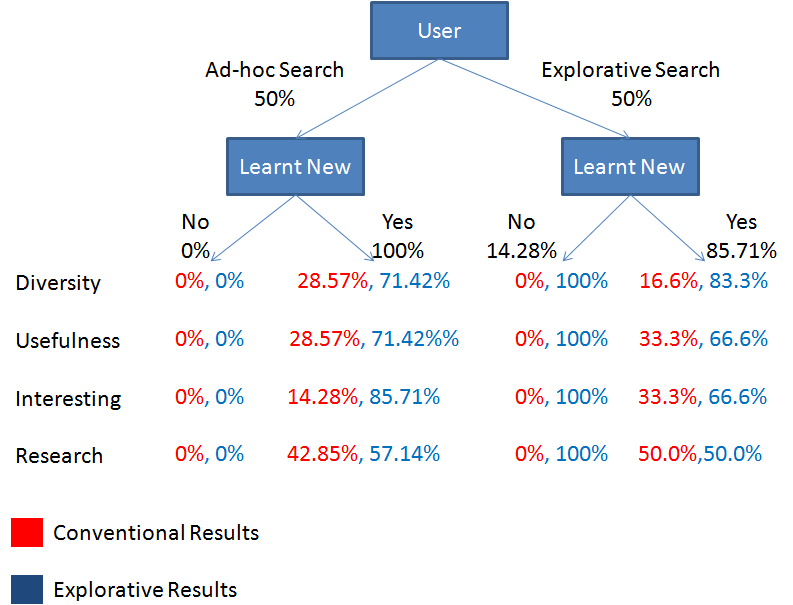 User
Ad-hoc Search
50%
Explorative Search
50%
Learnt New
Learnt New
No
0%
Yes
100%
No
14.28%
Yes
85.71%
Diversity 0%, 0% 28.57%, 71.42% 0%, 100% 16.6%, 83.3%
Usefulness 0%, 0% 28.57%, 71.42%% 0%, 100% 33.3%, 66.6%
Interesting 0%, 0% 14.28%, 85.71% 0%, 100% 33.3%, 66.6%
Research 0%, 0% 42.85%, 57.14% 0%, 100% 50.0%,50.0%
Conventional Results
Explorative Results